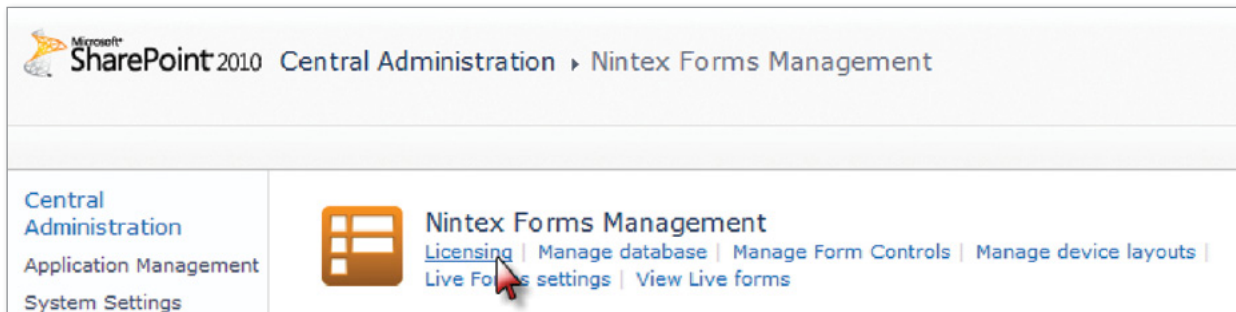 Microsoft®
SharePoint 2010 Central Administration ▸ Nintex Forms Management
Central
Administration
Application Management
System Settings
Nintex Forms Management
Licensing | Manage database | Manage Form Controls | Manage device layouts |
Live Forms settings | View Live forms